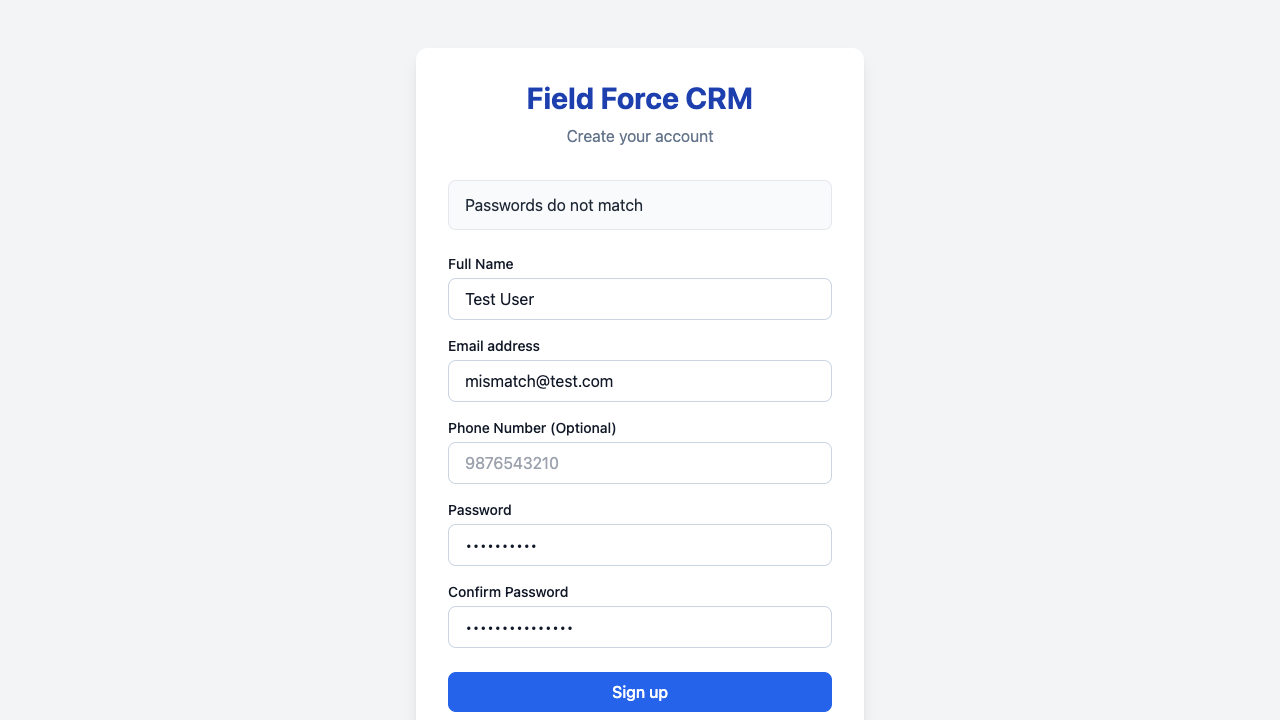 Field Force CRM
Create your account
Passwords do not match
Full Name
Test User
Email address
mismatch@test.com
Phone Number (Optional)
9876543210
Password
••••••••••
Confirm Password
•••••••••••••••
Sign up